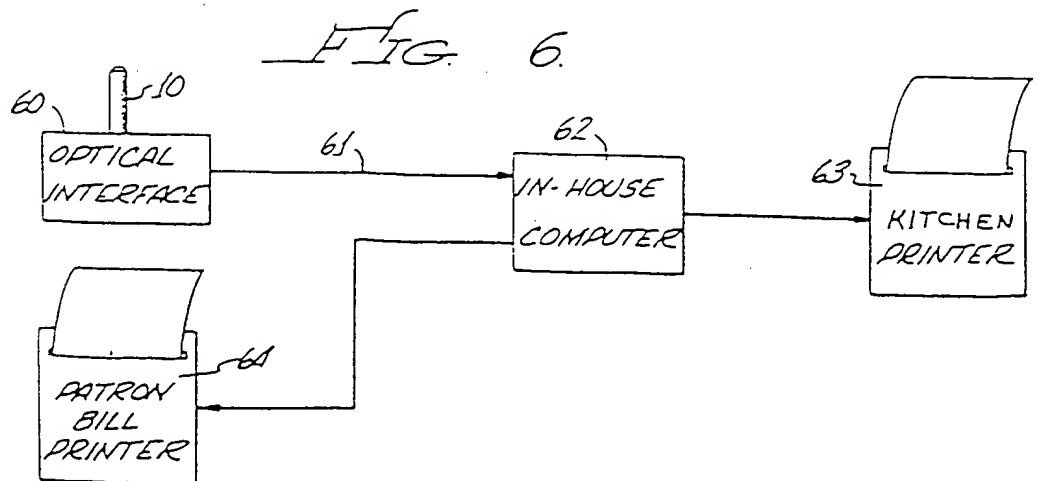 FIG. 6.
10
60
OPTICAL
INTERFACE
61
62
IN-HOUSE
COMPUTER
63
KITCHEN
PRINTER
64
PATRON
BILL
PRINTER